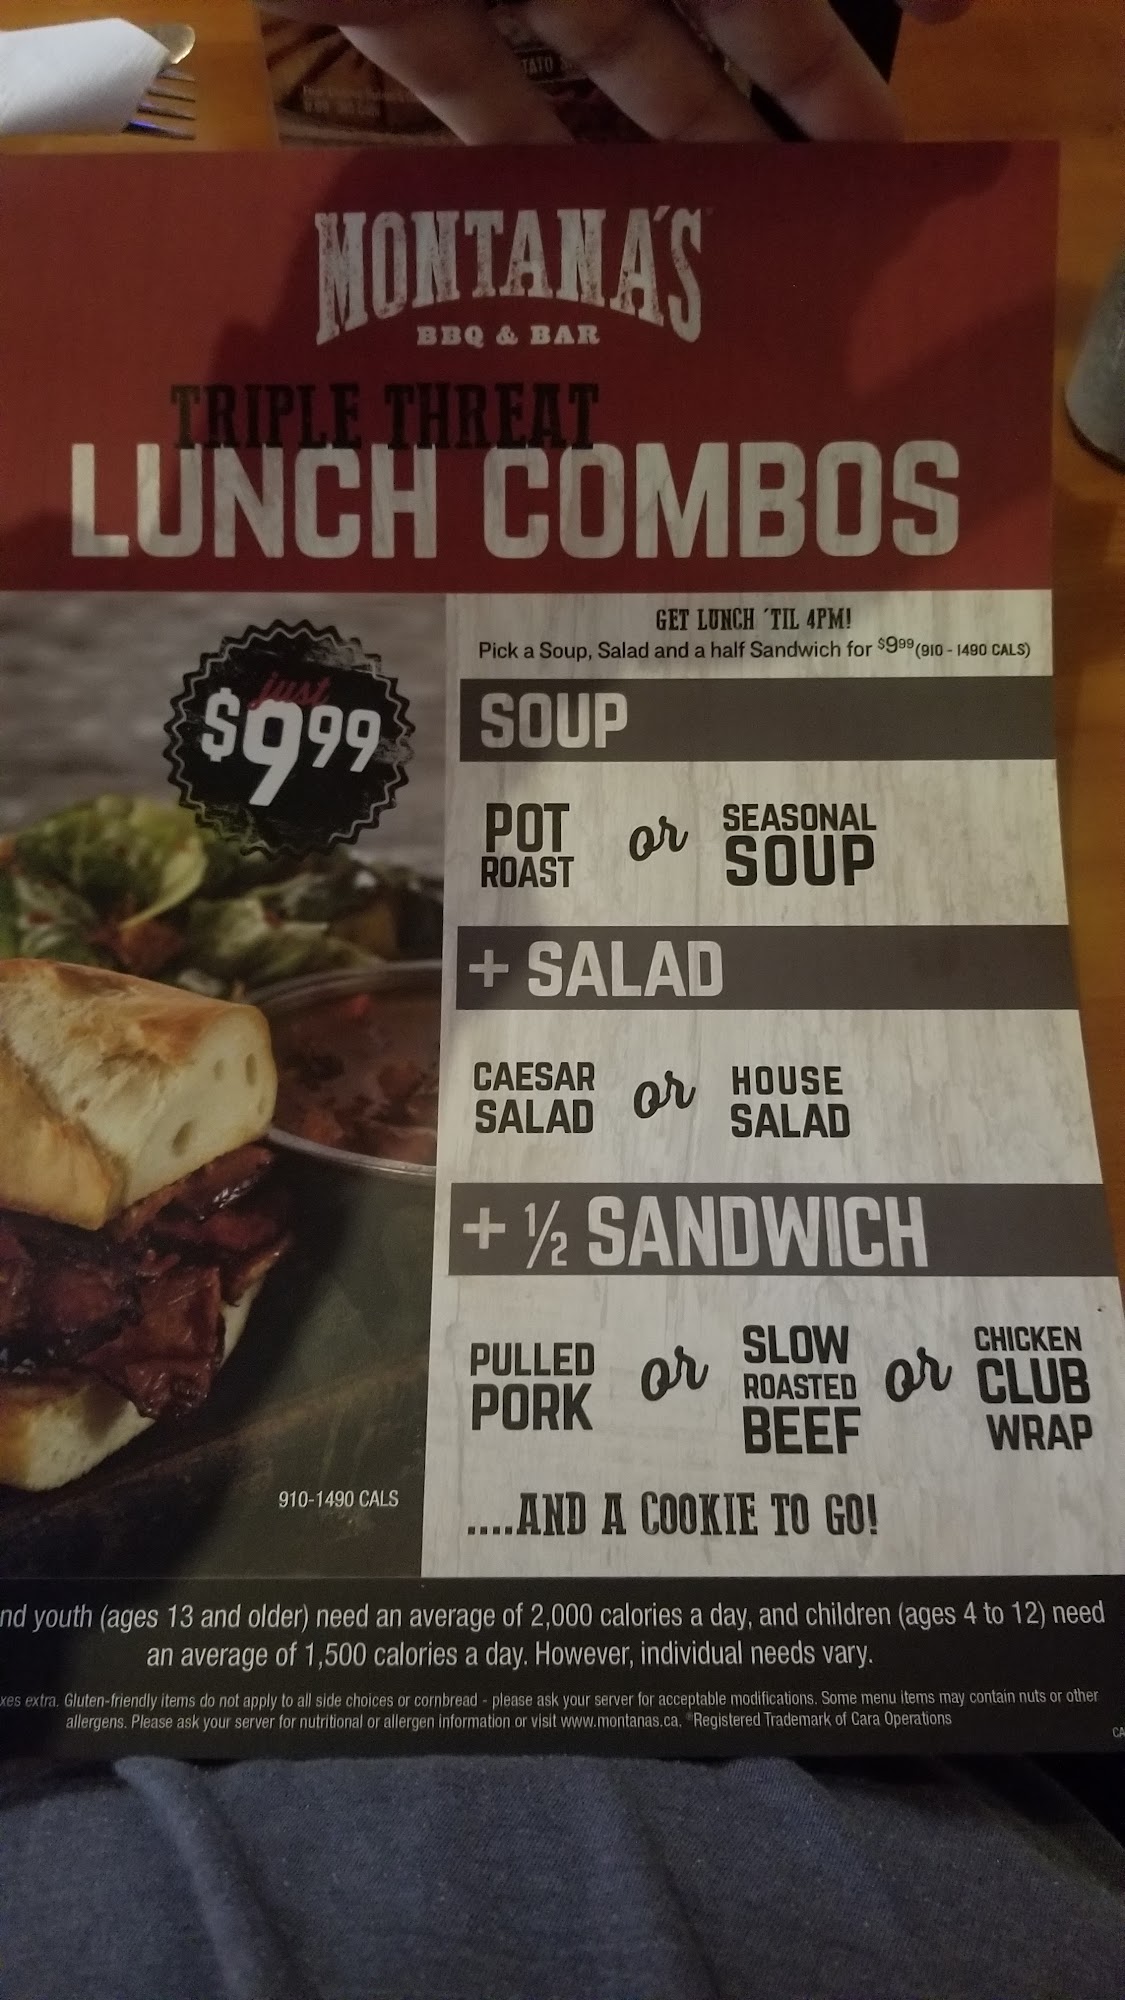 TATO
MONTANA'S
BBQ & BAR
TRIPLE THREAT
LUNCH COMBOS
just
$9.99
GET LUNCH 'TIL 4PM!
Pick a Soup, Salad and a half Sandwich for $9.99 (910 - 1490 CALS)
SOUP
POT ROAST or SEASONAL SOUP
+ SALAD
CAESAR SALAD or HOUSE SALAD
+ ½ SANDWICH
PULLED PORK or SLOW ROASTED BEEF or CHICKEN CLUB WRAP
910-1490 CALS
....AND A COOKIE TO GO!
nd youth (ages 13 and older) need an average of 2,000 calories a day, and children (ages 4 to 12) need
an average of 1,500 calories a day. However, individual needs vary.
xes extra. Gluten-friendly items do not apply to all side choices or cornbread - please ask your server for acceptable modifications. Some menu items may contain nuts or other
allergens. Please ask your server for nutritional or allergen information or visit www.montanas.ca. ®Registered Trademark of Cara Operations
CA